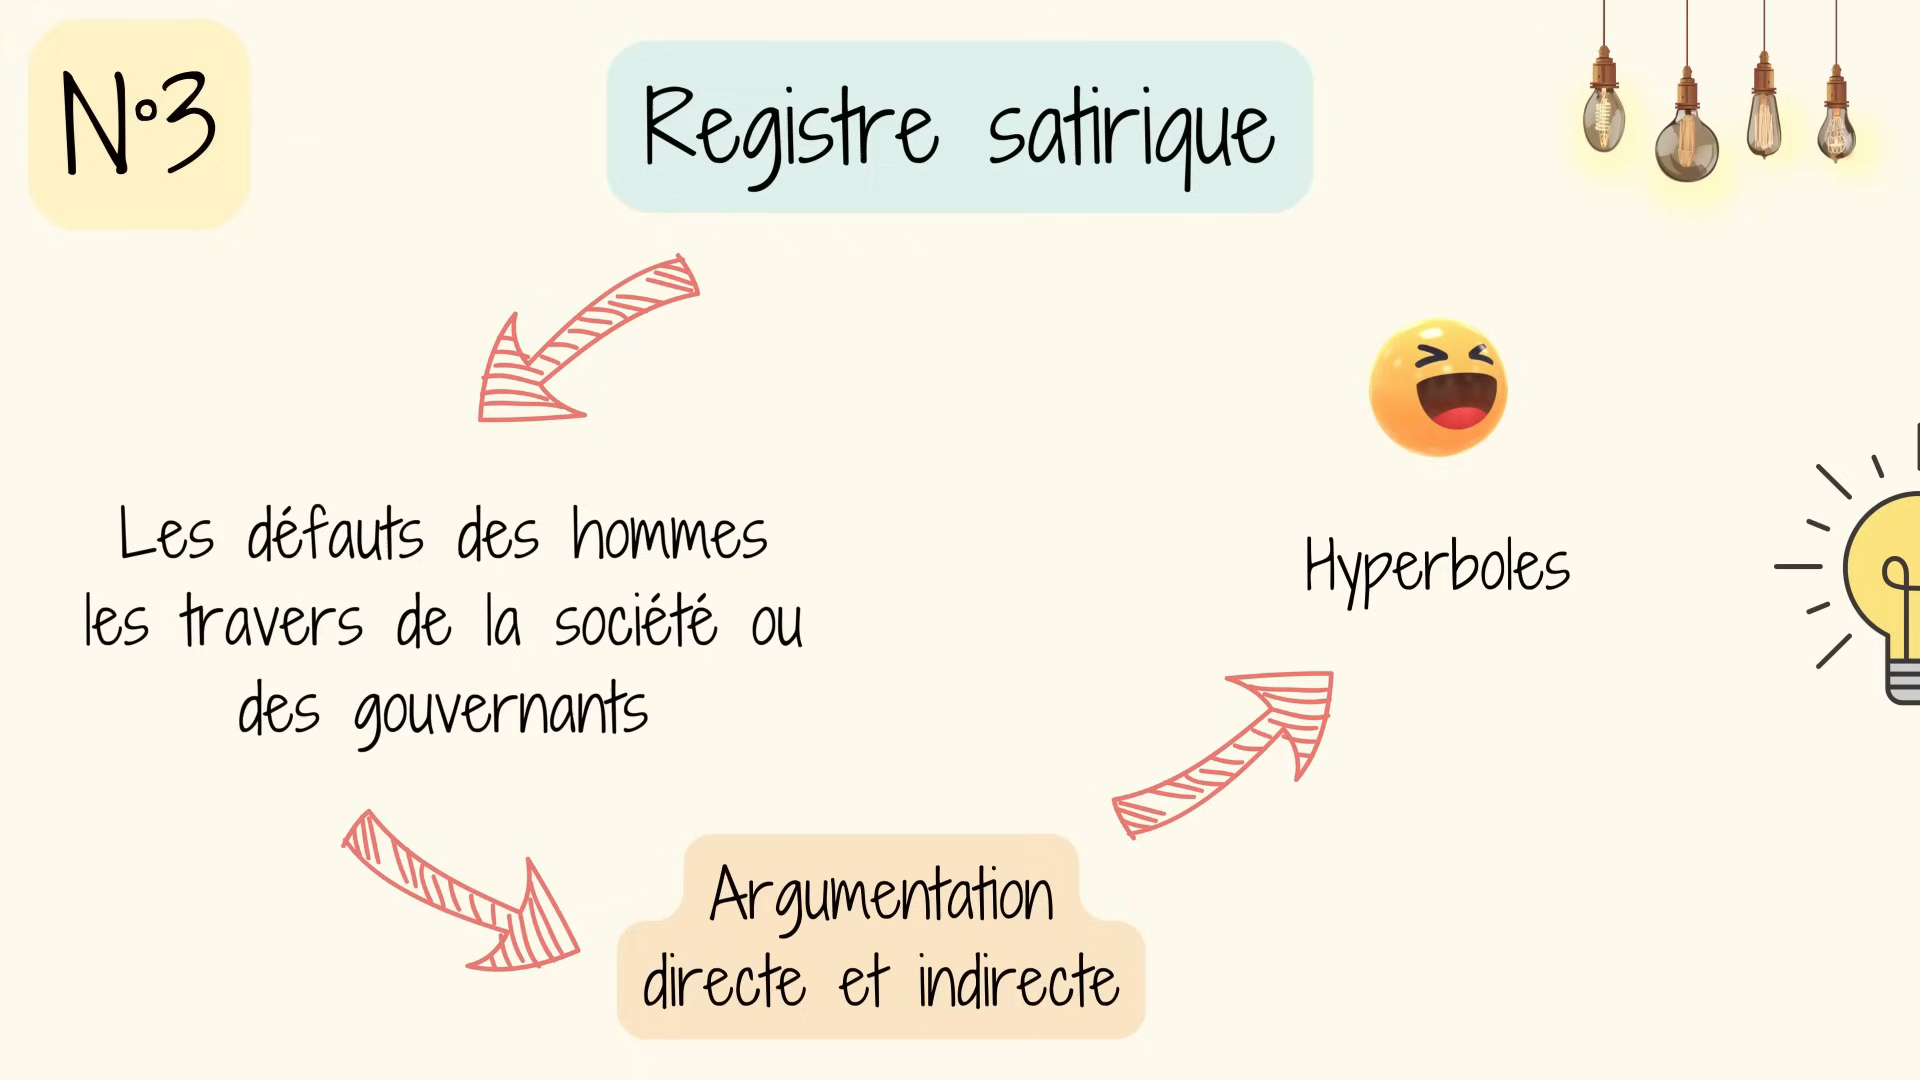 N°3
Registre satirique
Les défauts des hommes
les travers de la société ou
des gouvernants
Hyperboles
Argumentation
directe et indirecte